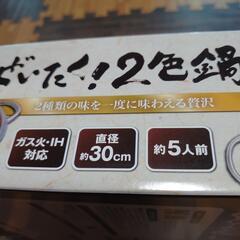 ぜいたく！2色鍋
2種類の味を一度に味わえる贅沢
ガス火・IH
対応
直径
約30cm
約5人前